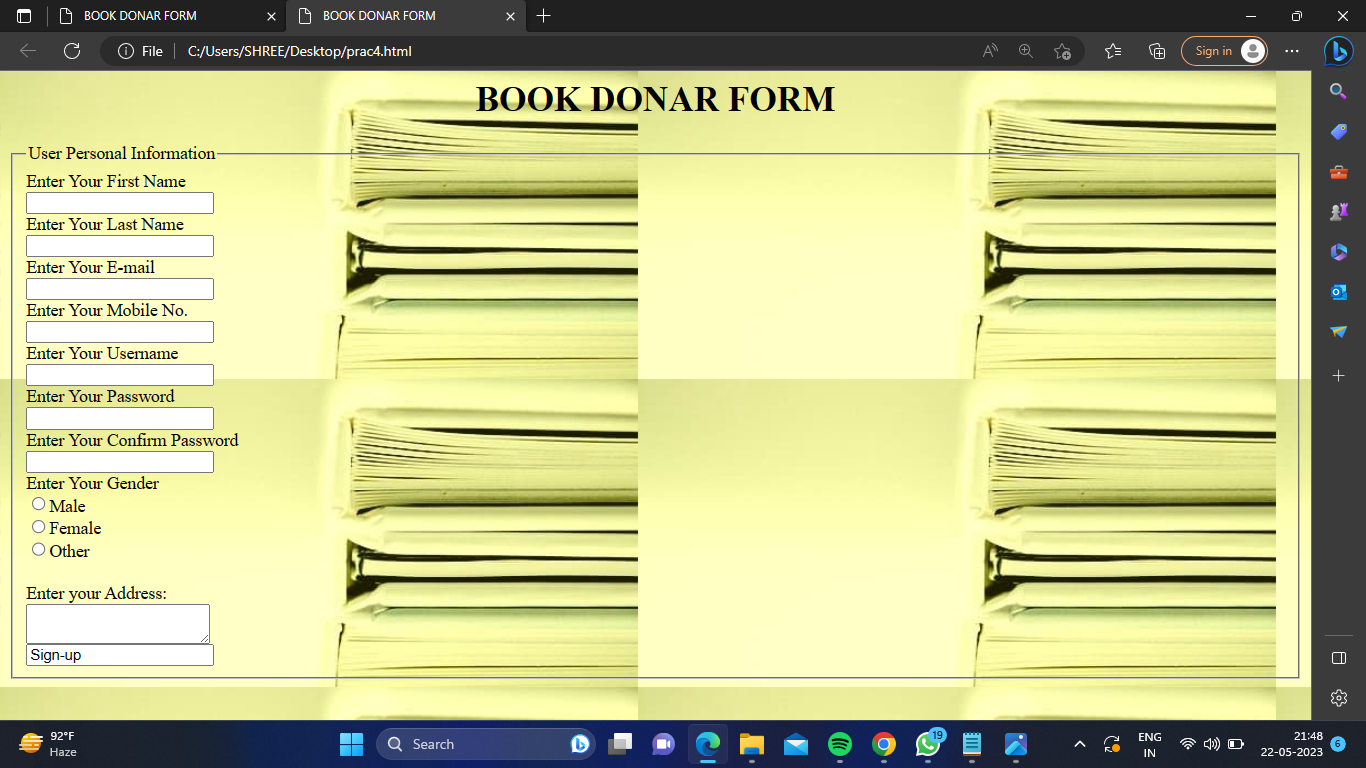 BOOK DONAR FORM
BOOK DONAR FORM
File
C:/Users/SHREE/Desktop/prac4.html
Sign in
BOOK DONAR FORM
User Personal Information
Enter Your First Name
Enter Your Last Name
Enter Your E-mail
Enter Your Mobile No.
Enter Your Username
Enter Your Password
Enter Your Confirm Password
Enter Your Gender
Male
Female
Other
Enter your Address:
Sign-up
92°F
Haze
Search
19
ENG
IN
21:48
22-05-2023
6